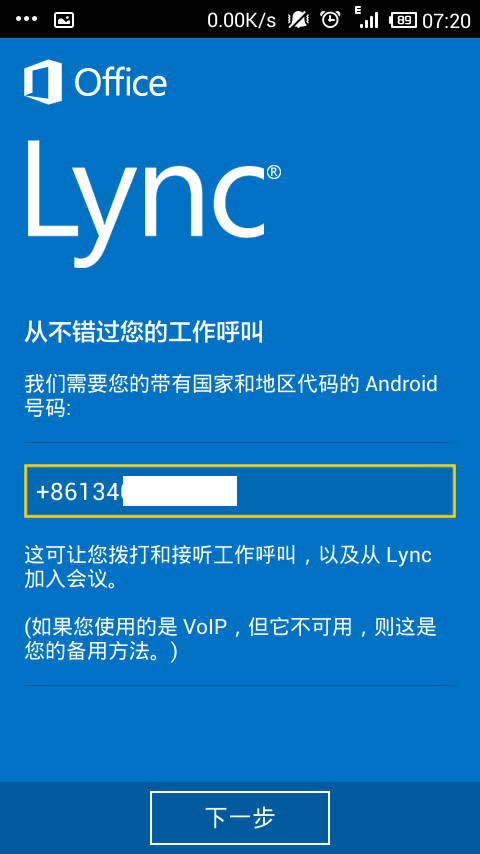 0.00K/s E 89 07:20
Office
Lync®
从不错过您的工作呼叫
我们需要您的带有国家和地区代码的 Android
号码:
+86134
这可让您拨打和接听工作呼叫，以及从 Lync
加入会议。
(如果您使用的是 VoIP，但它不可用，则这是
您的备用方法。)
下一步